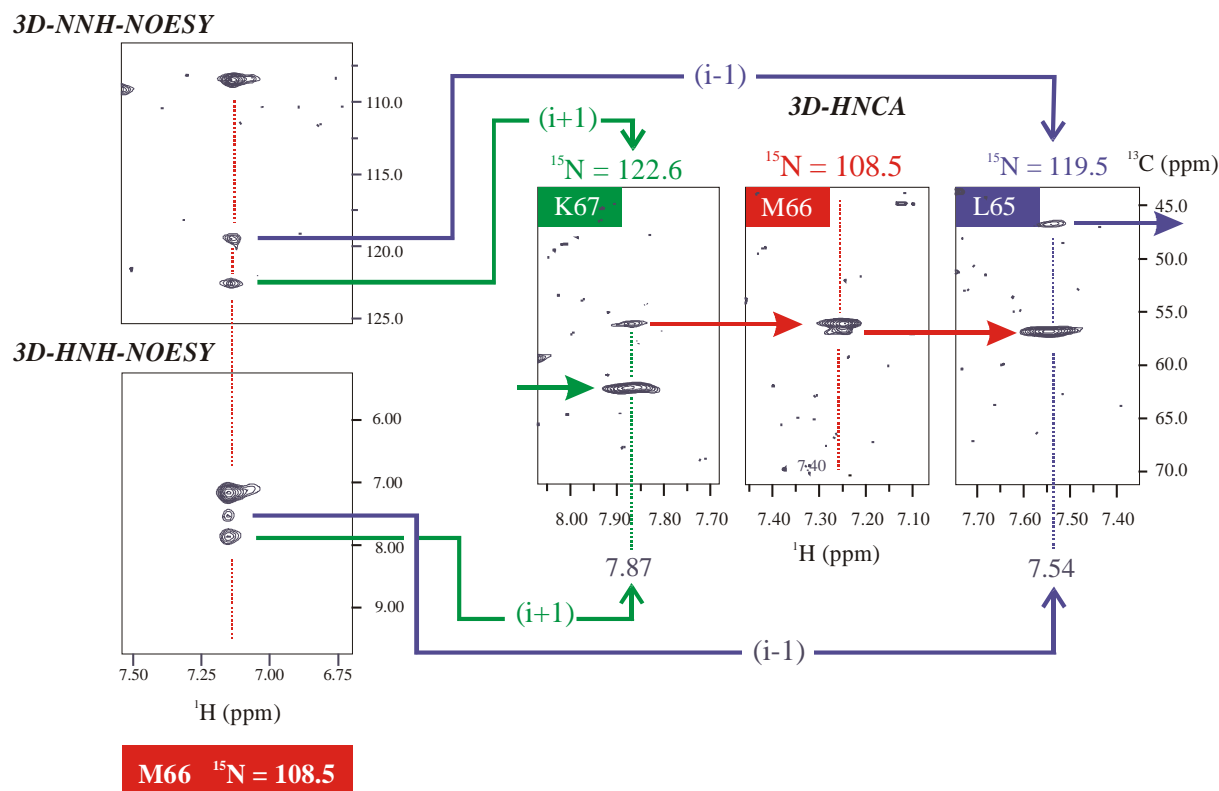 3D-NNH-NOESY
110.0
115.0
120.0
125.0
3D-HNH-NOESY
6.00
7.00
8.00
9.00
7.50 7.25 7.00 6.75
¹H (ppm)
M66 ¹⁵N = 108.5
(i-1)
(i+1)
3D-HNCA
¹⁵N = 122.6
¹⁵N = 108.5
¹⁵N = 119.5
¹³C (ppm)
K67
M66
L65
45.0
50.0
55.0
60.0
65.0
70.0
7.40
8.00 7.90 7.80 7.70
7.40 7.30 7.20 7.10
7.70 7.60 7.50 7.40
¹H (ppm)
7.87
7.54
(i+1)
(i-1)